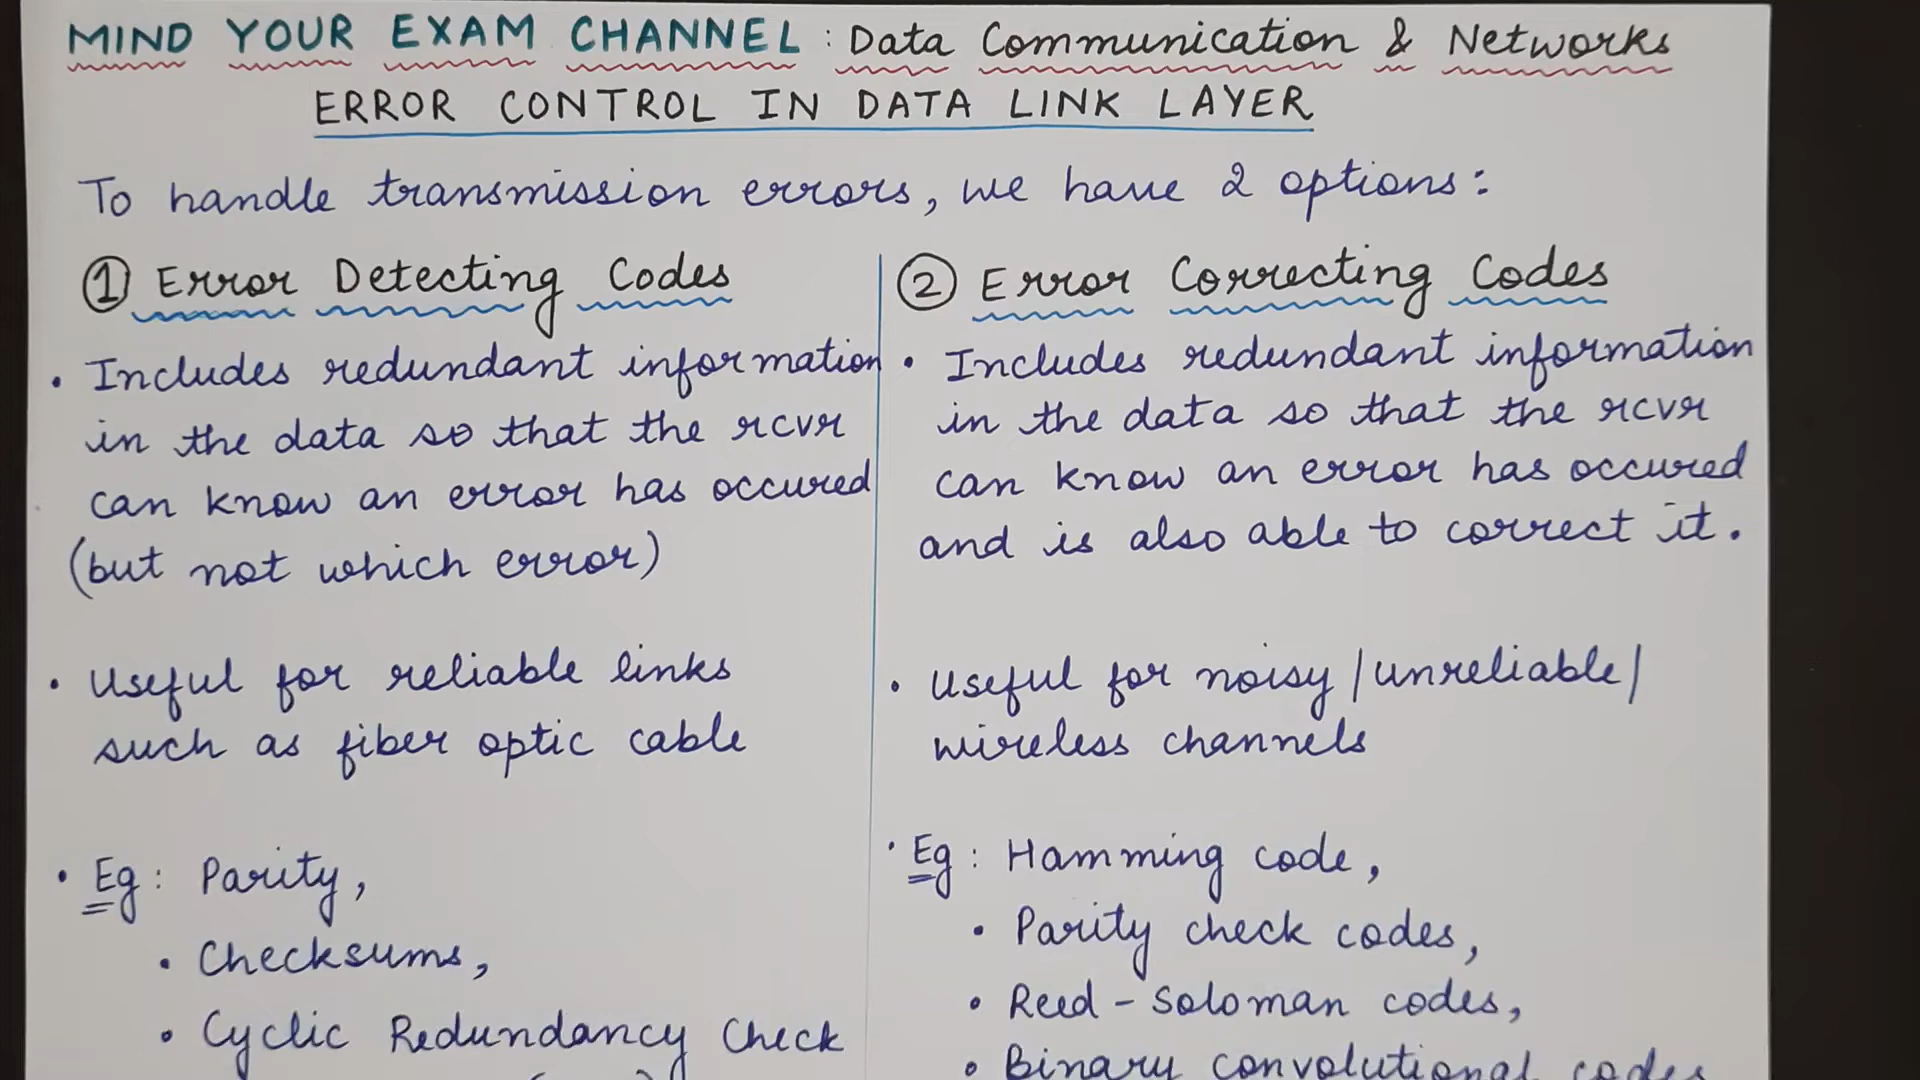 MIND YOUR EXAM CHANNEL : Data Communication & Networks
ERROR CONTROL IN DATA LINK LAYER
To handle transmission errors, we have 2 options:
① Error Detecting Codes
• Includes redundant information
in the data so that the rcvr
can know an error has occured
(but not which error)
• Useful for reliable links
such as fiber optic cable
• Eg: Parity,
• Checksums,
• Cyclic Redundancy Check
② Error Correcting Codes
• Includes redundant information
in the data so that the rcvr
can know an error has occured
and is also able to correct it.
• Useful for noisy/unreliable/
wireless channels
• Eg: Hamming code,
• Parity check codes,
• Reed-Soloman codes,
• Binary convolutional codes